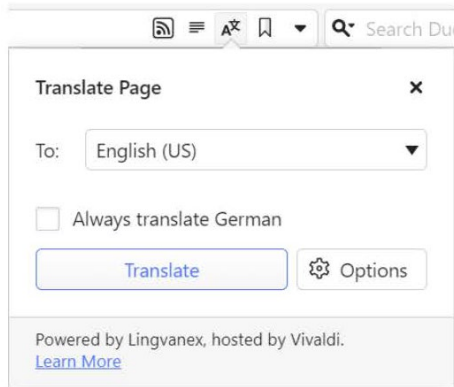 Search Du
Translate Page
To: English (US)
Always translate German
Translate
Options
Powered by Lingvanex, hosted by Vivaldi.
Learn More